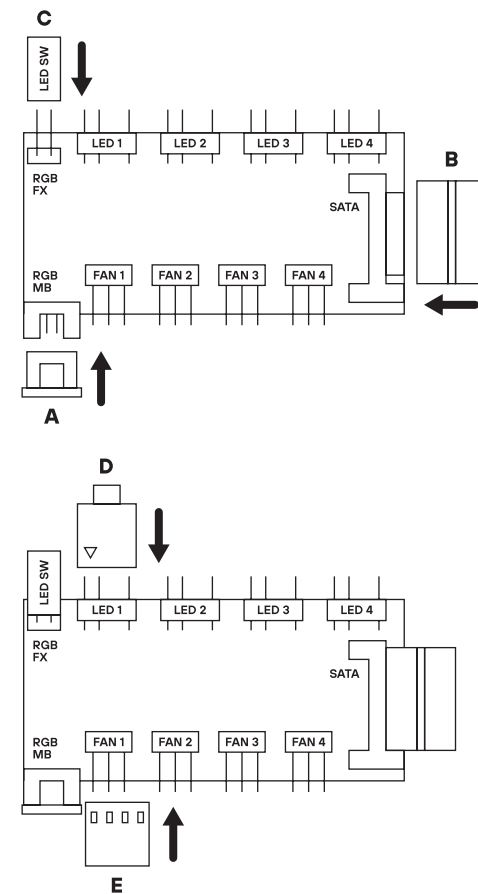 C
LED SW
LED 1 LED 2 LED 3 LED 4
B
RGB
FX
SATA
RGB
MB
FAN 1 FAN 2 FAN 3 FAN 4
A
D
LED SW
LED 1 LED 2 LED 3 LED 4
RGB
FX
SATA
RGB
MB
FAN 1 FAN 2 FAN 3 FAN 4
E